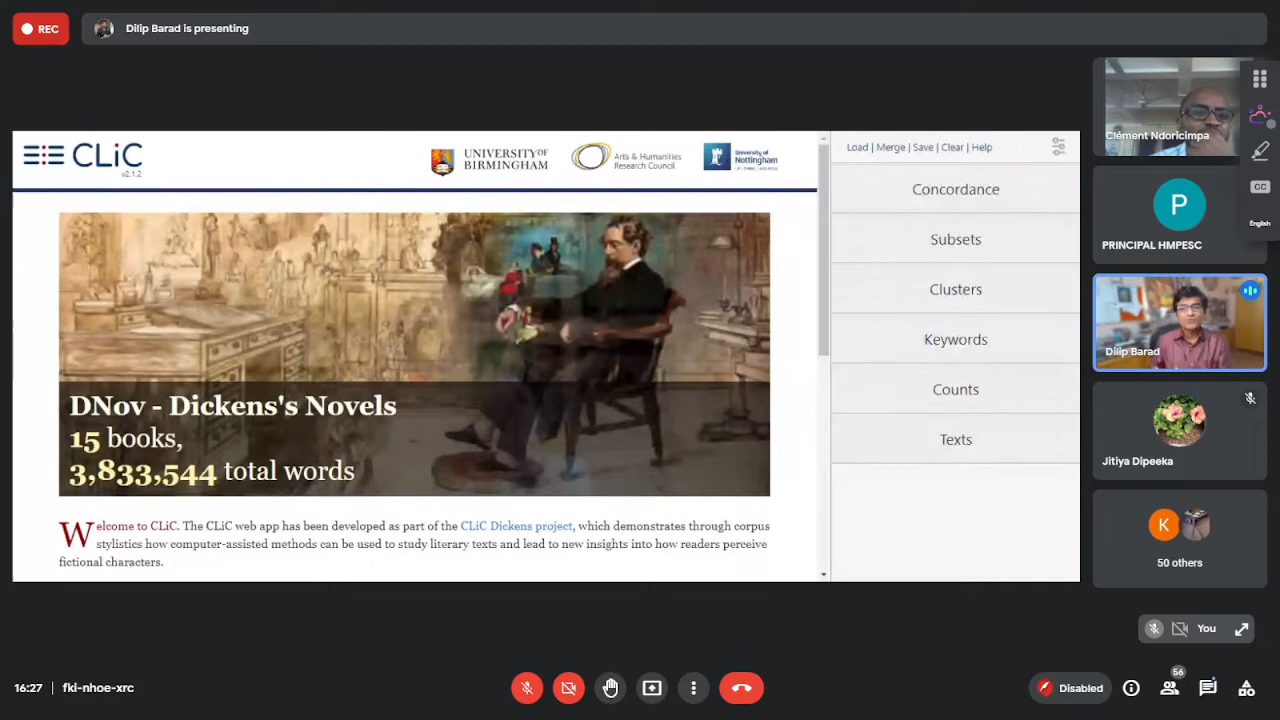 REC
Dilip Barad is presenting
CLiC
v2.1.2
UNIVERSITY OF
BIRMINGHAM
Arts & Humanities
Research Council
University of
Nottingham
DNov - Dickens's Novels
15 books,
3,833,544 total words
Welcome to CLiC. The CLiC web app has been developed as part of the CLiC Dickens project, which demonstrates through corpus
stylistics how computer-assisted methods can be used to study literary texts and lead to new insights into how readers perceive
fictional characters.
Load | Merge | Save | Clear | Help
Concordance
Subsets
Clusters
Keywords
Counts
Texts
Clément Ndoricimpa
P
PRINCIPAL HMPESC
Dilip Barad
Jitiya Dipeeka
K
50 others
CC
English
You
16:27 | fki-nhoe-xrc
Disabled
56